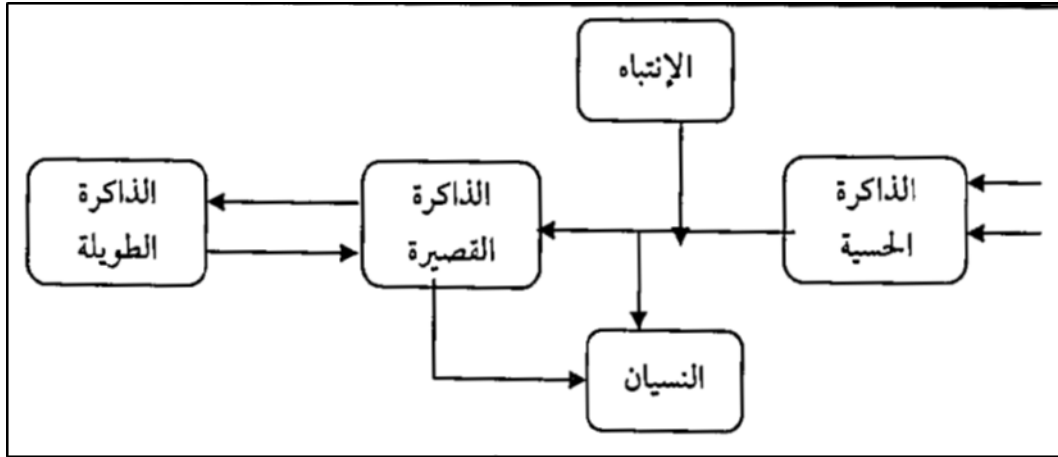 الإنتباه
الذاكرة
الحسية
الذاكرة
القصيرة
الذاكرة
الطويلة
النسيان